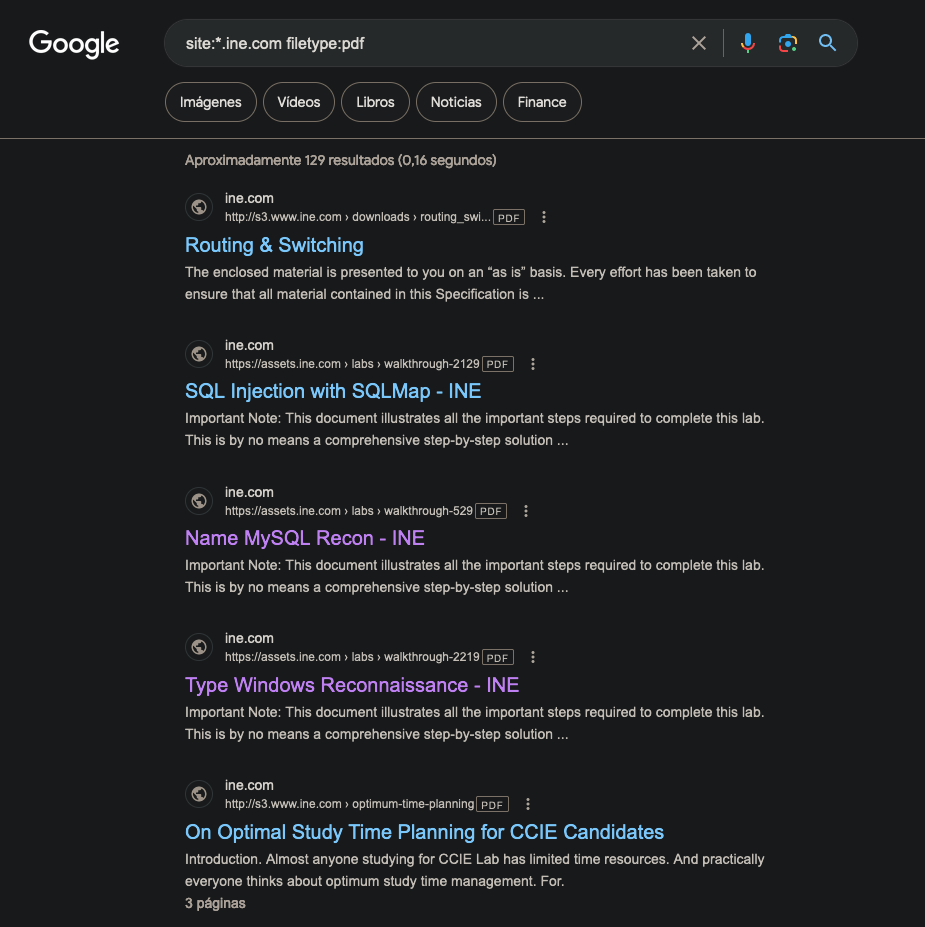 Google
site:*.ine.com filetype:pdf
Imágenes
Vídeos
Libros
Noticias
Finance
Aproximadamente 129 resultados (0,16 segundos)
ine.com
http://s3.www.ine.com › downloads › routing_swi... PDF
Routing & Switching
The enclosed material is presented to you on an “as is” basis. Every effort has been taken to
ensure that all material contained in this Specification is ...
ine.com
https://assets.ine.com › labs › walkthrough-2129 PDF
SQL Injection with SQLMap - INE
Important Note: This document illustrates all the important steps required to complete this lab.
This is by no means a comprehensive step-by-step solution ...
ine.com
https://assets.ine.com › labs › walkthrough-529 PDF
Name MySQL Recon - INE
Important Note: This document illustrates all the important steps required to complete this lab.
This is by no means a comprehensive step-by-step solution ...
ine.com
https://assets.ine.com › labs › walkthrough-2219 PDF
Type Windows Reconnaissance - INE
Important Note: This document illustrates all the important steps required to complete this lab.
This is by no means a comprehensive step-by-step solution ...
ine.com
http://s3.www.ine.com › optimum-time-planning PDF
On Optimal Study Time Planning for CCIE Candidates
Introduction. Almost anyone studying for CCIE Lab has limited time resources. And practically
everyone thinks about optimum study time management. For.
3 páginas